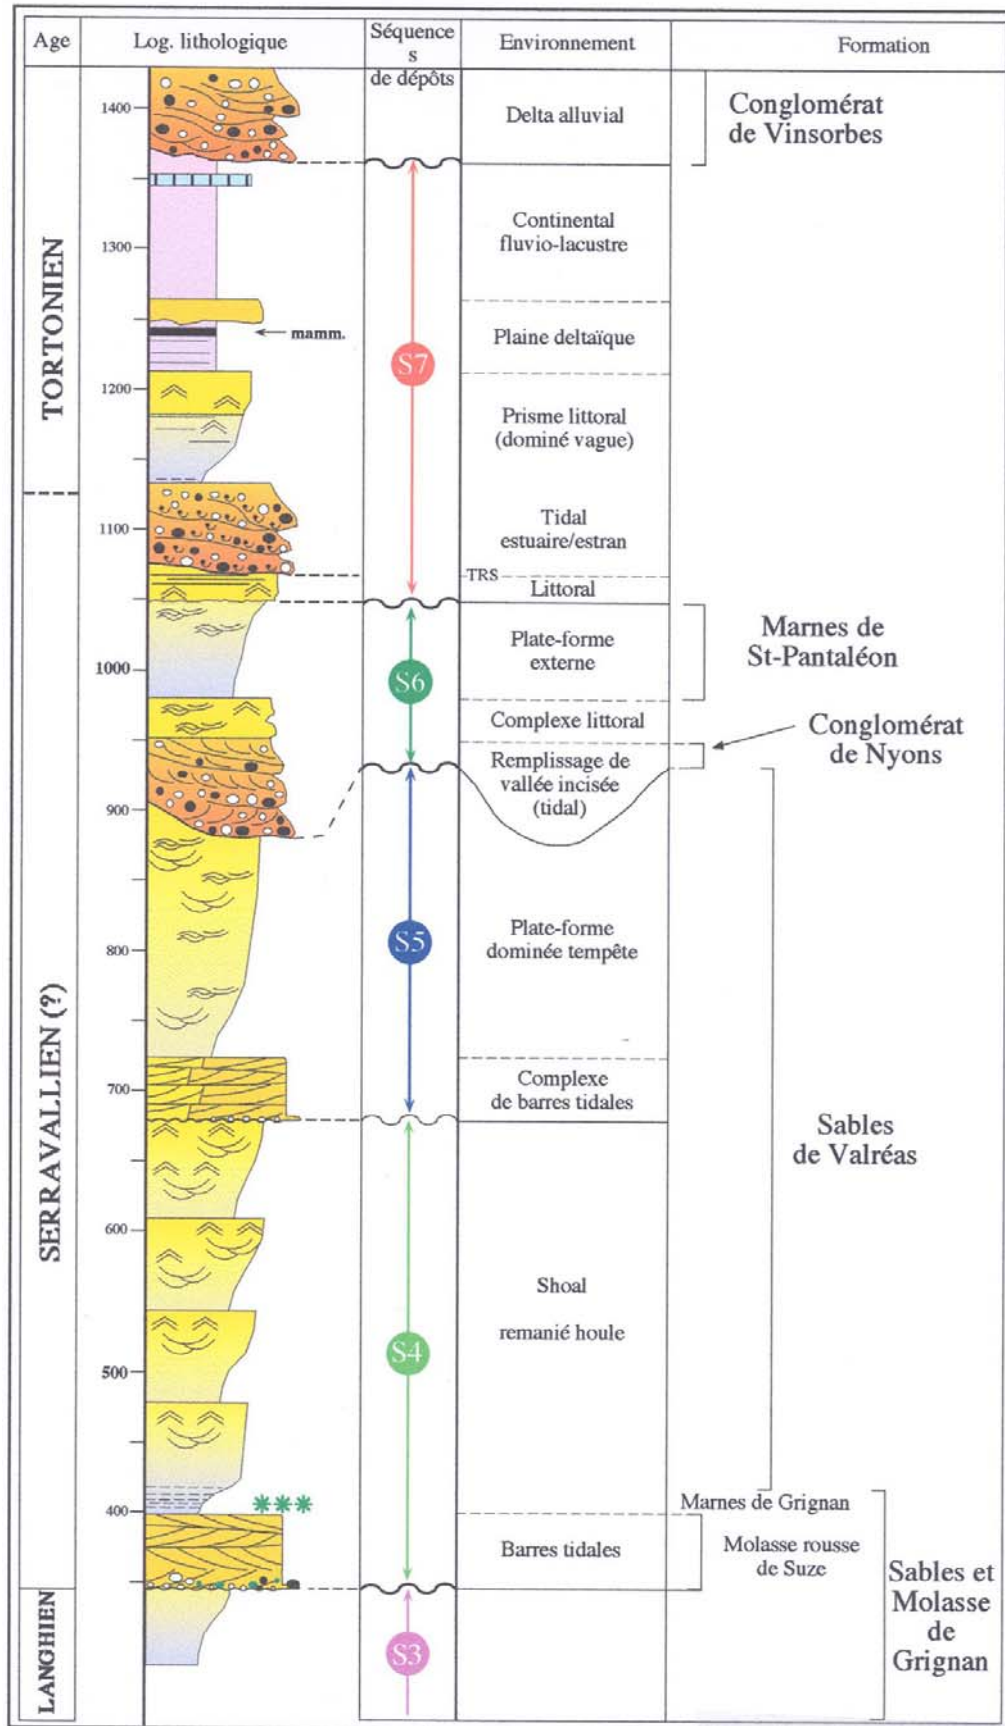 Age
Log. lithologique
Séquence
s
de dépôts
Environnement
Formation
TORTONIEN
SERRAVALLIEN (?)
LANGHIEN
1400
1300
1200
1100
1000
900
800
700
600
500
400
mamm.
S7
S6
S5
S4
S3
Delta alluvial
Continental
fluvio-lacustre
Plaine deltaïque
Prisme littoral
(dominé vague)
Tidal
estuaire/estran
TRS
Littoral
Plate-forme
externe
Complexe littoral
Remplissage de
vallée incisée
(tidal)
Plate-forme
dominée tempête
Complexe
de barres tidales
Shoal
remanié houle
Barres tidales
Conglomérat
de Vinsorbes
Marnes de
St-Pantaléon
Conglomérat
de Nyons
Sables
de Valréas
Marnes de Grignan
Molasse rousse
de Suze
Sables et
Molasse
de
Grignan